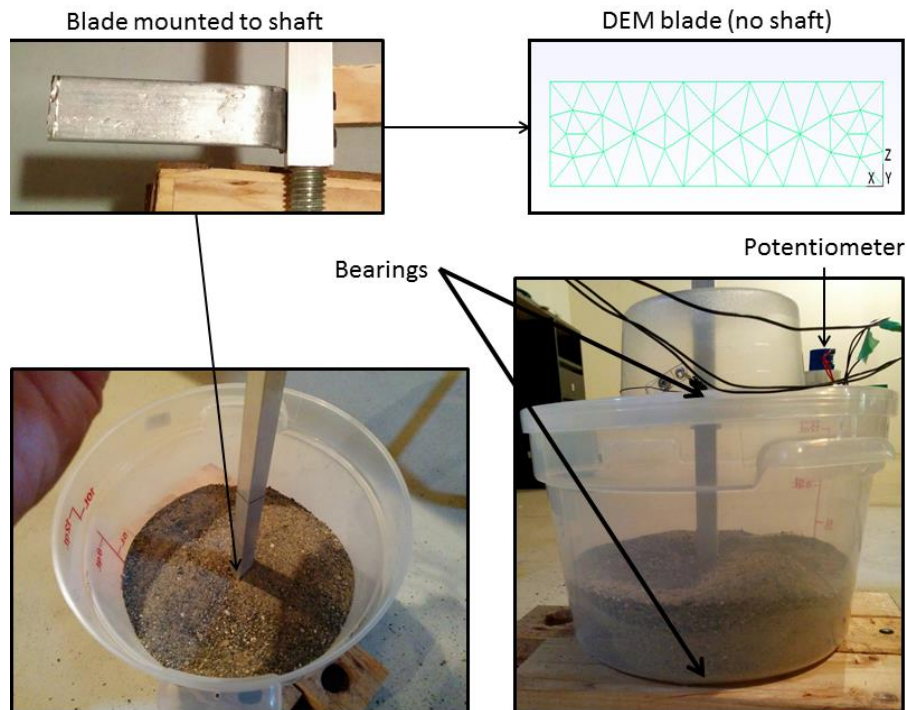 Blade mounted to shaft
DEM blade (no shaft)
Z
X Y
Potentiometer
Bearings